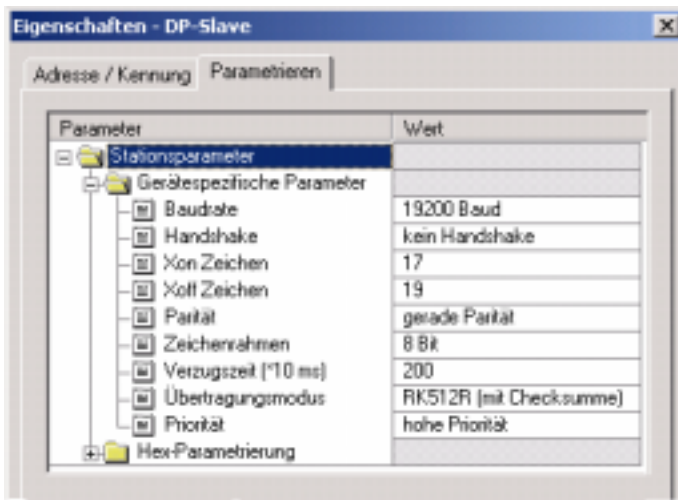 Eigenschaften - DP-Slave
Adresse / Kennung Parametrieren
Parameter Wert
Stationsparameter
Gerätespezifische Parameter
Baudrate 19200 Baud
Handshake kein Handshake
Xon Zeichen 17
Xoff Zeichen 19
Parität gerade Parität
Zeichenrahmen 8 Bit
Verzugszeit (*10 ms) 200
Übertragungsmodus RK512R (mit Checksumme)
Priorität hohe Priorität
Hex-Parametrierung